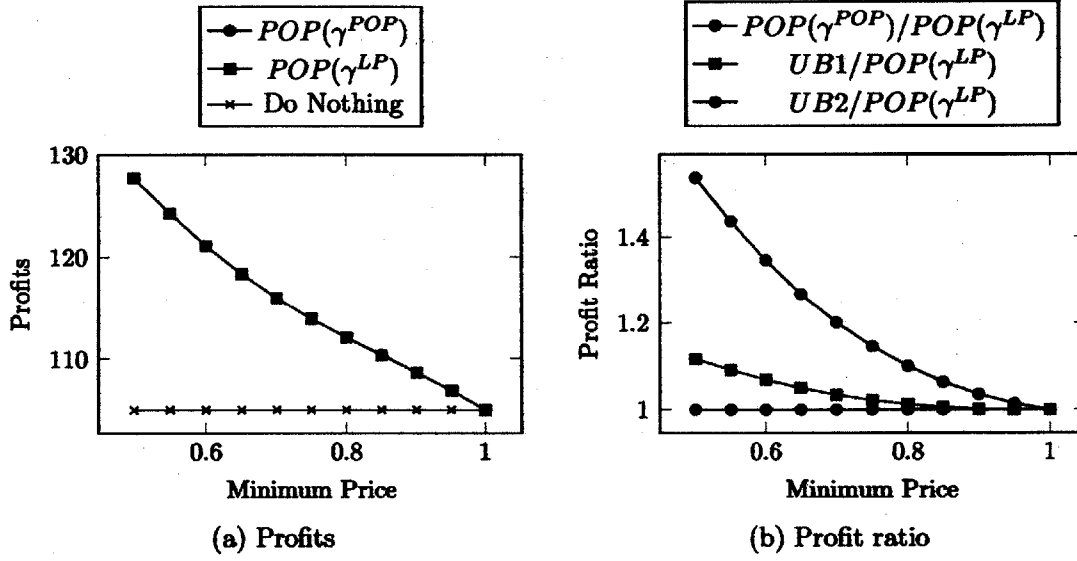 POP(γ^{POP})
POP(γ^{LP})
Do Nothing
130
120
110
0.6
0.8
1
Profits
Minimum Price
(a) Profits
POP(γ^{POP})/POP(γ^{LP})
UB1/POP(γ^{LP})
UB2/POP(γ^{LP})
1.4
1.2
1
0.6
0.8
1
Profit Ratio
Minimum Price
(b) Profit ratio